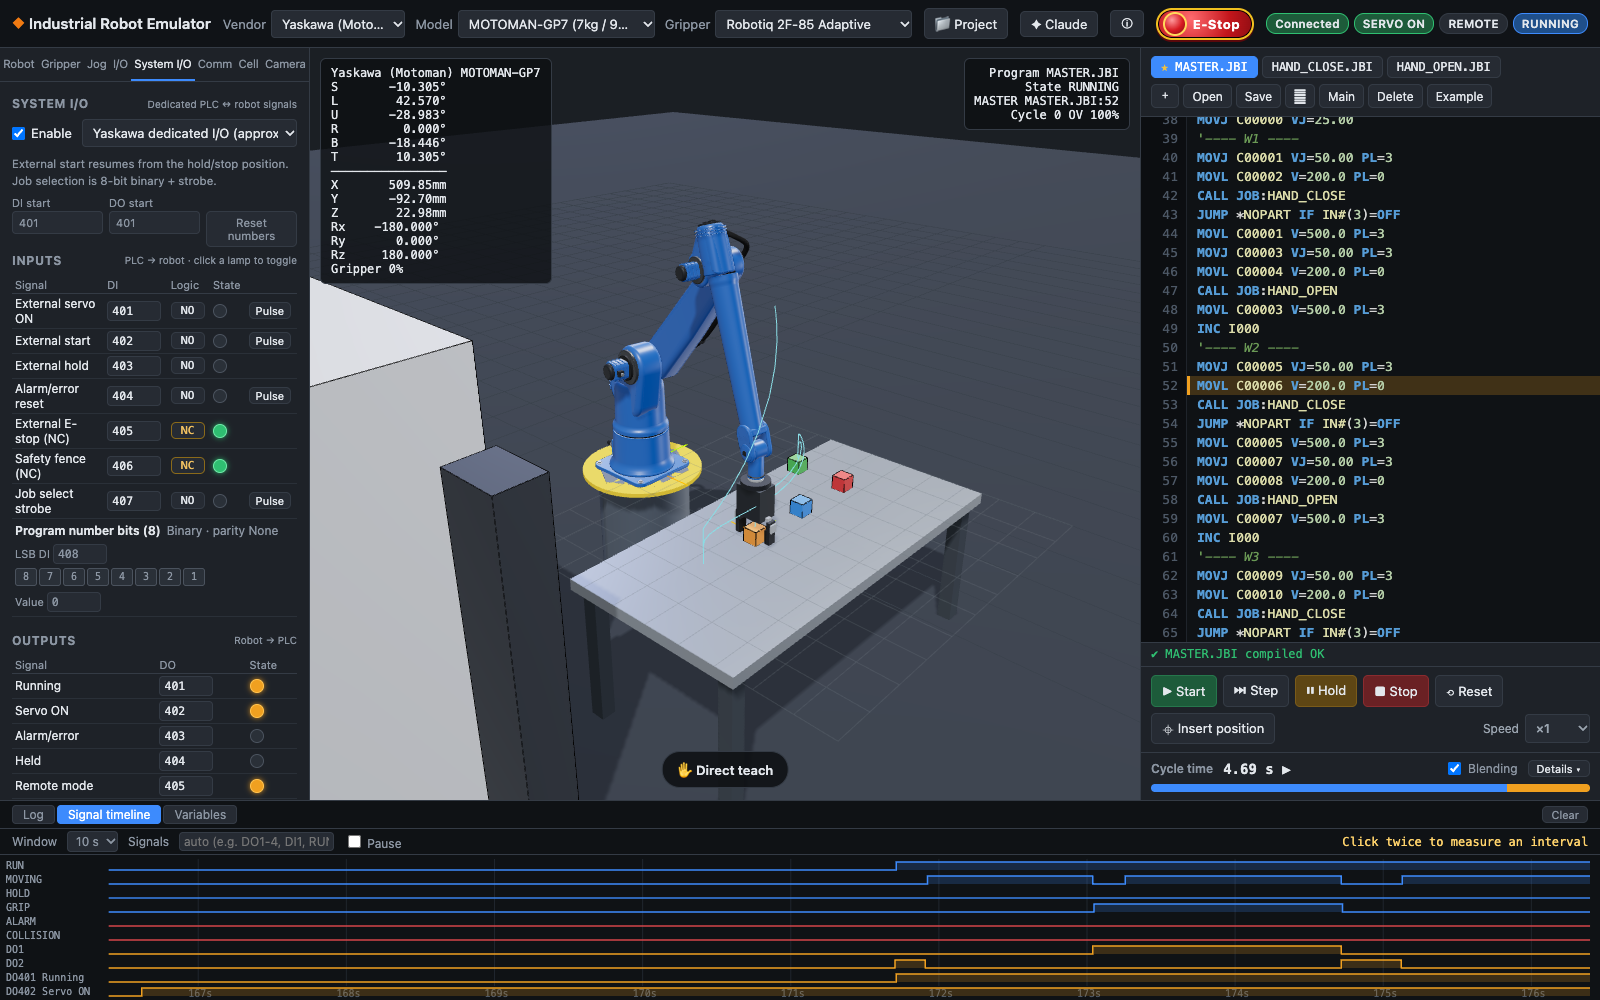 Industrial Robot Emulator Vendor Yaskawa (Moto... Model MOTOMAN-GP7 (7kg / 9... Gripper Robotiq 2F-85 Adaptive Project Claude E-Stop Connected SERVO ON REMOTE RUNNING
Robot Gripper Jog I/O System I/O Comm Cell Camera
SYSTEM I/O Dedicated PLC ↔ robot signals
Enable Yaskawa dedicated I/O (approx
External start resumes from the hold/stop position.
Job selection is 8-bit binary + strobe.
DI start DO start
401 401 Reset numbers
INPUTS PLC → robot · click a lamp to toggle
Signal DI Logic State
External servo ON 401 NO Pulse
External start 402 NO Pulse
External hold 403 NO
Alarm/error reset 404 NO Pulse
External E-stop (NC) 405 NC
Safety fence (NC) 406 NC
Job select strobe 407 NO Pulse
Program number bits (8) Binary · parity None
LSB DI 408
8 7 6 5 4 3 2 1
Value 0
OUTPUTS Robot → PLC
Signal DO State
Running 401
Servo ON 402
Alarm/error 403
Held 404
Remote mode 405
Yaskawa (Motoman) MOTOMAN-GP7
S -10.305°
L 42.570°
U -28.983°
R 0.000°
B -18.446°
T 10.305°
X 509.85mm
Y -92.70mm
Z 22.98mm
Rx -180.000°
Ry 0.000°
Rz 180.000°
Gripper 0%
Program MASTER.JBI
State RUNNING
MASTER MASTER.JBI:52
Cycle 0 OV 100%
Direct teach
★ MASTER.JBI HAND_CLOSE.JBI HAND_OPEN.JBI
+ Open Save Main Delete Example
38 MOVJ C00000 VJ=25.00
39 '---- W1 ----
40 MOVJ C00001 VJ=50.00 PL=3
41 MOVL C00002 V=200.0 PL=0
42 CALL JOB:HAND_CLOSE
43 JUMP *NOPART IF IN#(3)=OFF
44 MOVL C00001 V=500.0 PL=3
45 MOVJ C00003 VJ=50.00 PL=3
46 MOVL C00004 V=200.0 PL=0
47 CALL JOB:HAND_OPEN
48 MOVL C00003 V=500.0 PL=3
49 INC I000
50 '---- W2 ----
51 MOVJ C00005 VJ=50.00 PL=3
52 MOVL C00006 V=200.0 PL=0
53 CALL JOB:HAND_CLOSE
54 JUMP *NOPART IF IN#(3)=OFF
55 MOVL C00005 V=500.0 PL=3
56 MOVJ C00007 VJ=50.00 PL=3
57 MOVL C00008 V=200.0 PL=0
58 CALL JOB:HAND_OPEN
59 MOVL C00007 V=500.0 PL=3
60 INC I000
61 '---- W3 ----
62 MOVJ C00009 VJ=50.00 PL=3
63 MOVL C00010 V=200.0 PL=0
64 CALL JOB:HAND_CLOSE
65 JUMP *NOPART IF IN#(3)=OFF
✔ MASTER.JBI compiled OK
Start Step Hold Stop Reset
Insert position Speed ×1
Cycle time 4.69 s ▶ Blending Details
Log Signal timeline Variables Clear
Window 10 s Signals auto (e.g. DO1-4, DI1, RUN Pause Click twice to measure an interval
RUN
MOVING
HOLD
GRIP
ALARM
COLLISION
DO1
DO2
DO401 Running
DO402 Servo ON
167s 168s 169s 170s 171s 172s 173s 174s 175s 176s